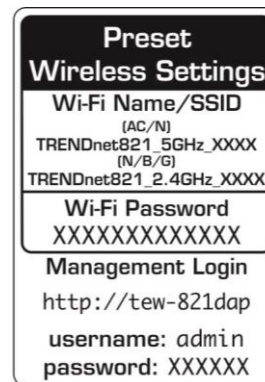 Preset
Wireless Settings
Wi-Fi Name/SSID
(AC/N)
TRENDnet821_5GHz_XXXX
(N/B/G)
TRENDnet821_2.4GHz_XXXX
Wi-Fi Password
XXXXXXXXXXXXX
Management Login
http://tew-821dap
username: admin
password: XXXXXX